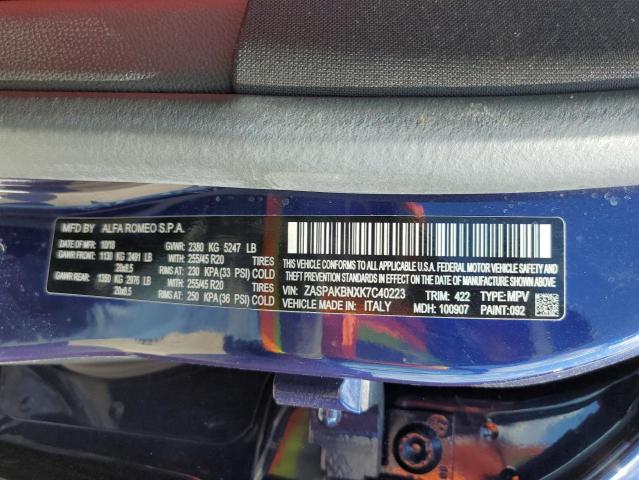 MFD BY ALFA ROMEO S.P.A.
DATE OF MFR 10/18 GVWR: 2380 KG 5247 LB
GAWR FRONT: 1130 KG 2491 LB WITH: 255/45 R20
20x8.5 RIMS AT: 230 KPA(33 PSI) COLD
GAWR REAR: 1350 KG 2976 LB WITH: 255/45 R20
20x8.5 RIMS AT: 250 KPA(36 PSI) COLD
THIS VEHICLE CONFORMS TO ALL APPLICABLE U.S.A. FEDERAL MOTOR
VEHICLE SAFETY, BUMPER, AND THEFT PREVENTION
STANDARDS IN EFFECT ON THE DATE OF MANUFACTURE SHOWN ABOVE.
VIN: ZASPAKBNXK7C40223 TRIM: 422 TYPE: MPV
VEHICLE MADE IN: ITALY MDH: 100907 PAINT: 092